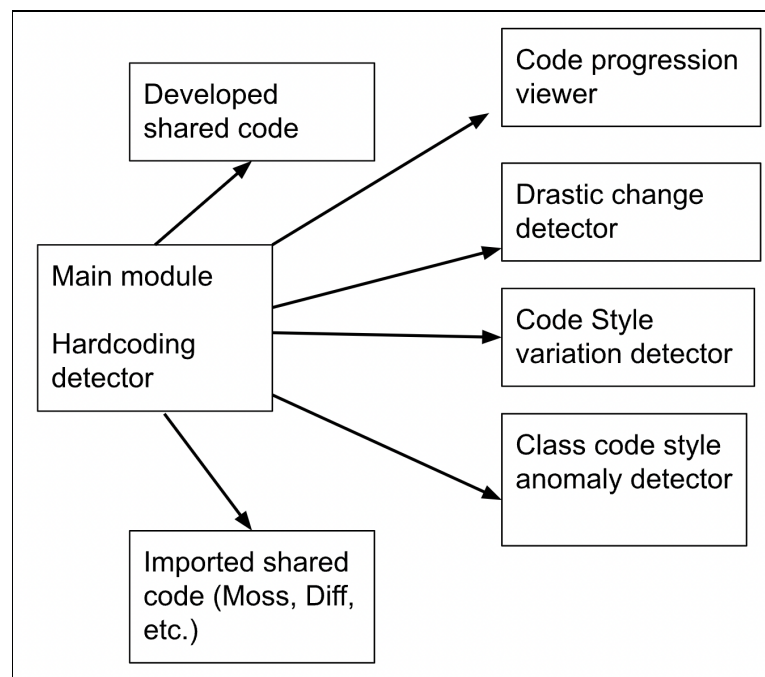 Developed
shared code
Code progression
viewer
Drastic change
detector
Main module
Hardcoding
detector
Code Style
variation detector
Class code style
anomaly detector
Imported shared
code (Moss, Diff,
etc.)